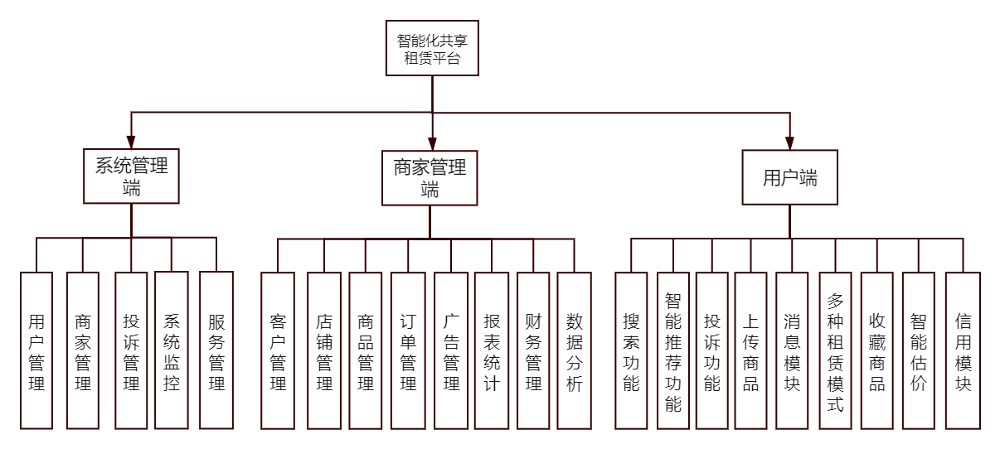 智能化共享
租赁平台
系统管理
端
商家管理
端
用户端
用户管理
商家管理
投诉管理
系统监控
服务管理
客户管理
店铺管理
商品管理
订单管理
广告管理
报表统计
财务管理
数据分析
搜索功能
智能推荐功能
投诉功能
上传商品
消息模块
多种租赁模式
收藏商品
智能估价
信用模块